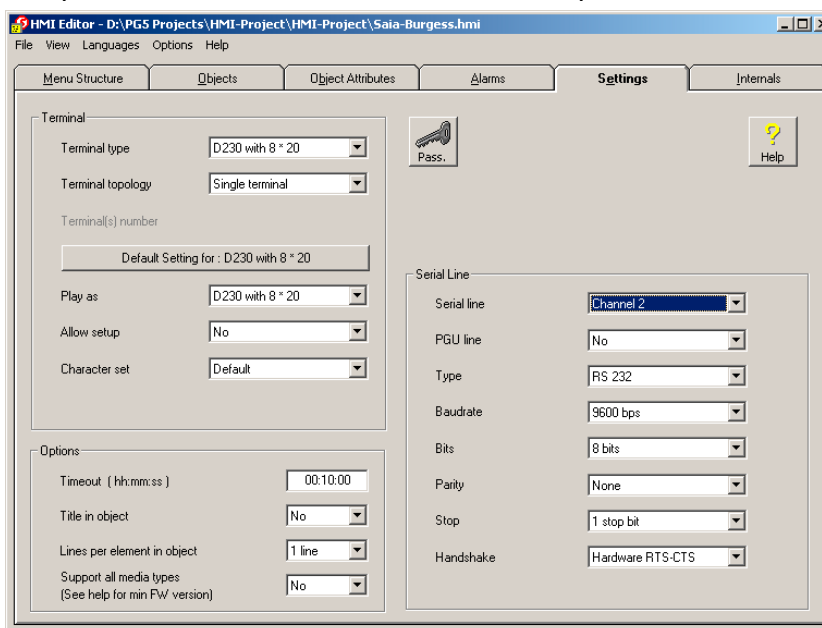 HMI Editor - D:\PG5 Projects\HMI-Project\HMI-Project\Saia-Burgess.hmi
File View Languages Options Help
Menu Structure Objects Object Attributes Alarms Settings Internals
Terminal
Terminal type D230 with 8 * 20
Terminal topology Single terminal
Terminal(s) number
Default Setting for : D230 with 8 * 20
Play as D230 with 8 * 20
Allow setup No
Character set Default
Pass.
?
Help
Options
Timeout ( hh:mm:ss ) 00:10:00
Title in object No
Lines per element in object 1 line
Support all media types
(See help for min FW version) No
Serial Line
Serial line Channel 2
PGU line No
Type RS 232
Baudrate 9600 bps
Bits 8 bits
Parity None
Stop 1 stop bit
Handshake Hardware RTS-CTS